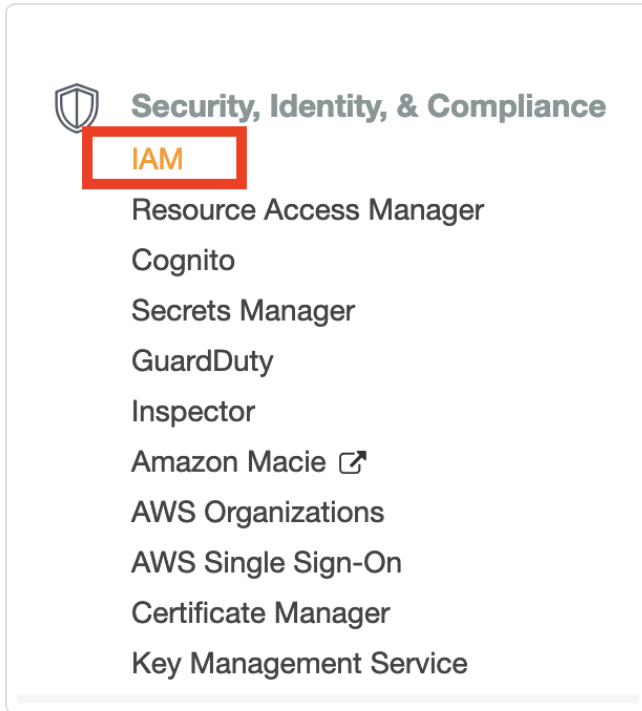 Security, Identity, & Compliance
IAM
Resource Access Manager
Cognito
Secrets Manager
GuardDuty
Inspector
Amazon Macie
AWS Organizations
AWS Single Sign-On
Certificate Manager
Key Management Service